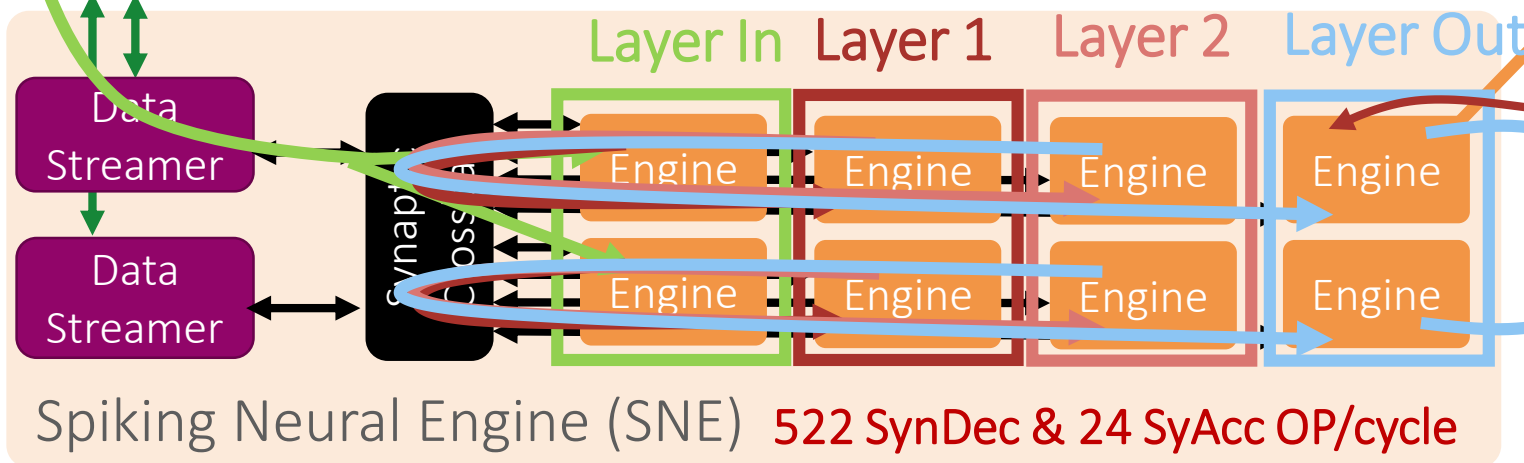 Layer In Layer 1 Layer 2 Layer Out
Data
Streamer
Engine Engine Engine Engine
Data
Streamer
Engine Engine Engine Engine
Spiking Neural Engine (SNE) 522 SynDec & 24 SyAcc OP/cycle